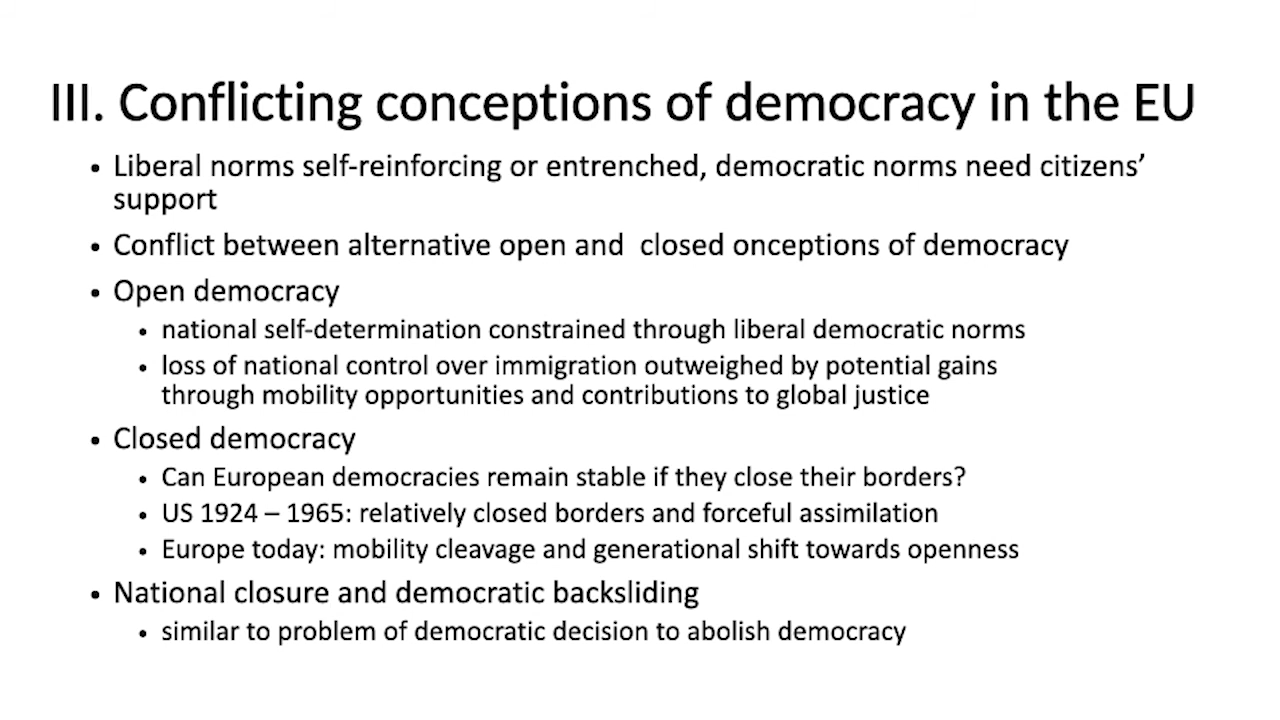 III. Conflicting conceptions of democracy in the EU
• Liberal norms self-reinforcing or entrenched, democratic norms need citizens’
support
• Conflict between alternative open and  closed onceptions of democracy
• Open democracy
• national self-determination constrained through liberal democratic norms
• loss of national control over immigration outweighed by potential gains
through mobility opportunities and contributions to global justice
• Closed democracy
• Can European democracies remain stable if they close their borders?
• US 1924 – 1965: relatively closed borders and forceful assimilation
• Europe today: mobility cleavage and generational shift towards openness
• National closure and democratic backsliding
• similar to problem of democratic decision to abolish democracy